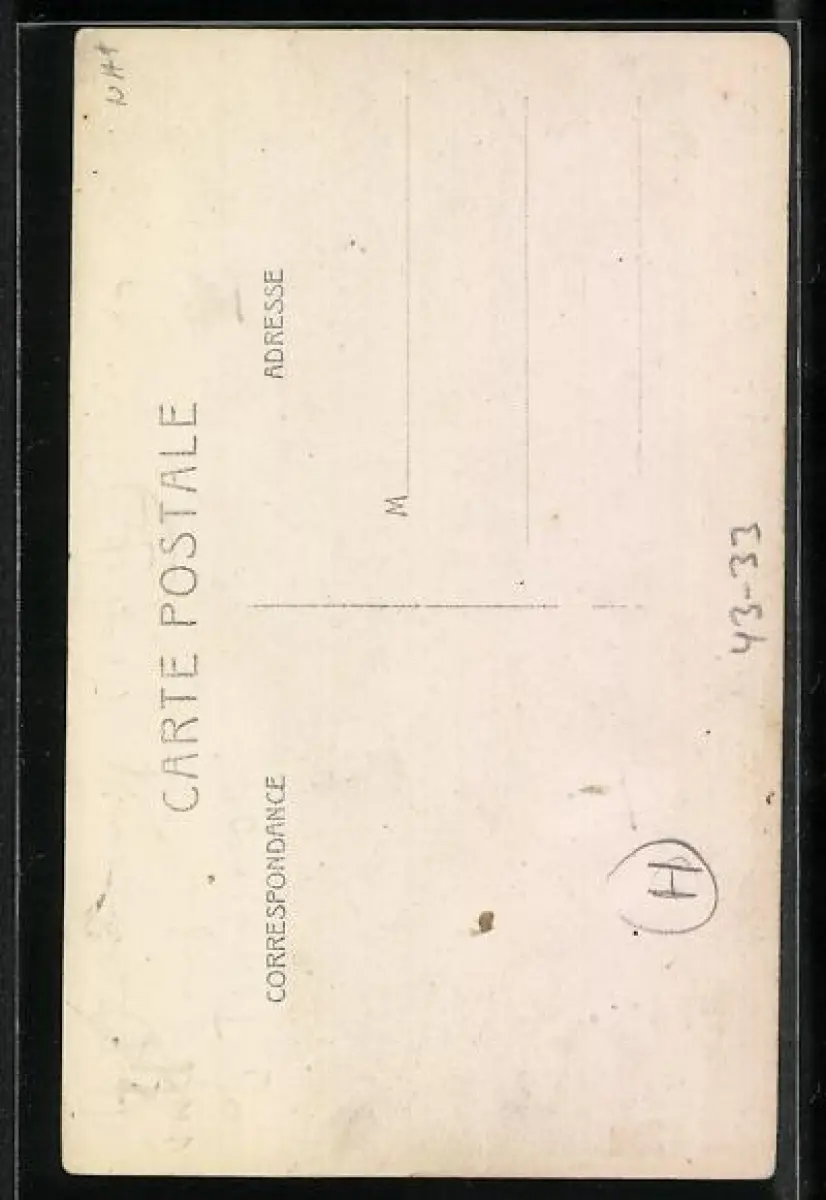 CARTE POSTALE
CORRESPONDANCE
ADRESSE
M
43-33
H